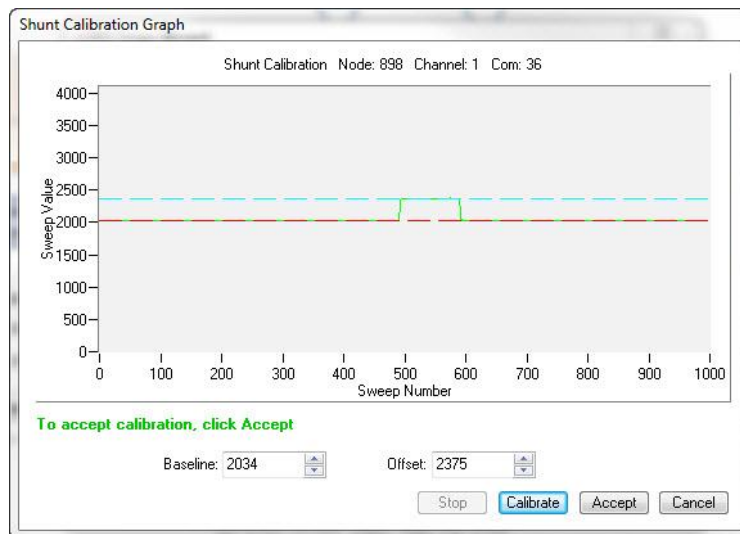 Shunt Calibration Graph
Shunt Calibration Node: 898 Channel: 1 Com: 36
4000
3500
3000
2500
2000
1500
1000
500
0
Sweep Value
0 100 200 300 400 500 600 700 800 900 1000
Sweep Number
To accept calibration, click Accept
Baseline: 2034 Offset: 2375
Stop Calibrate Accept Cancel